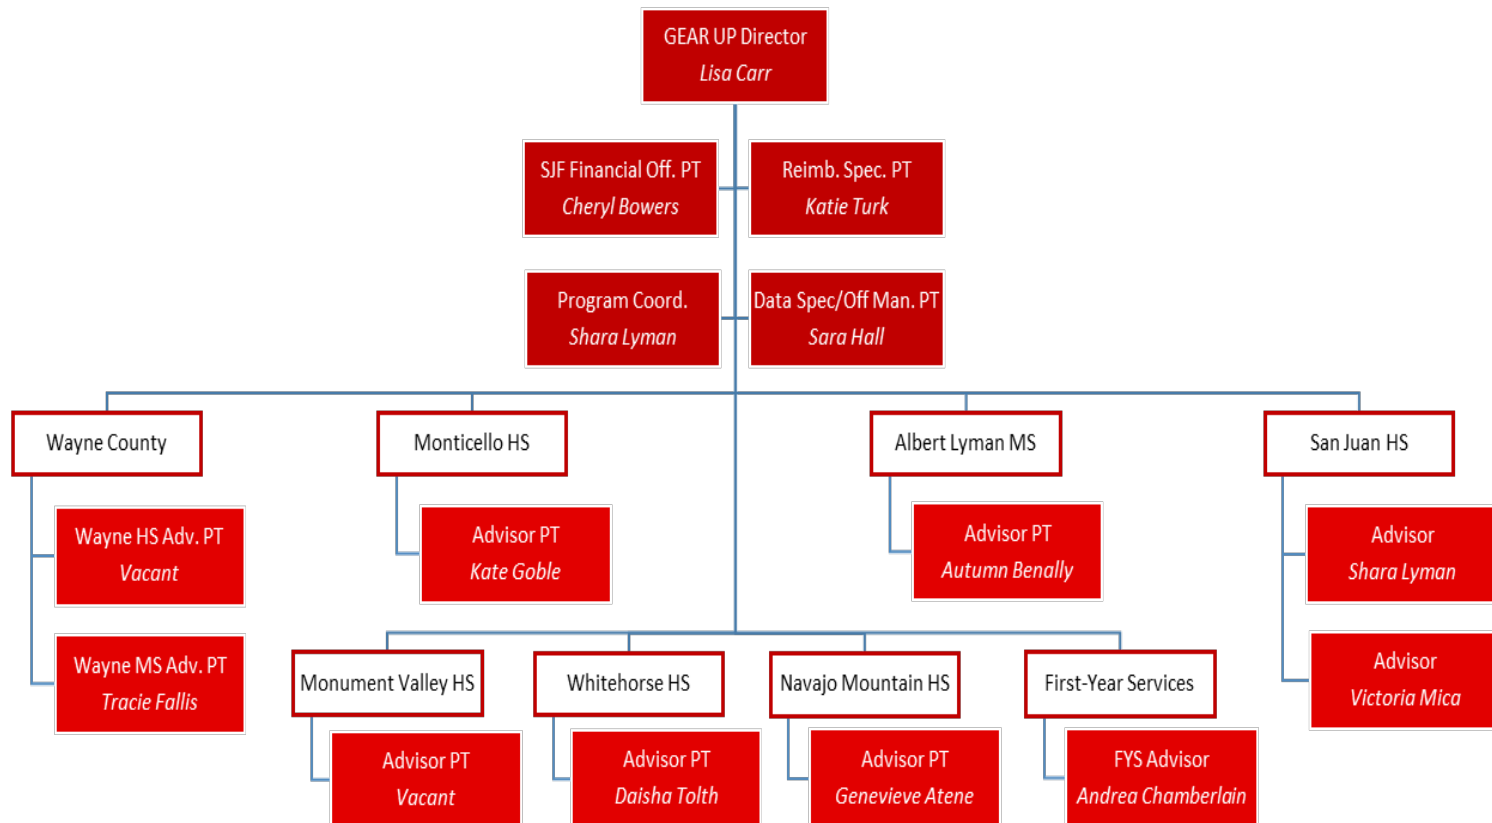 GEAR UP Director
Lisa Carr
SJF Financial Off. PT
Cheryl Bowers
Reimb. Spec. PT
Katie Turk
Program Coord.
Shara Lyman
Data Spec/Off Man. PT
Sara Hall
Wayne County
Monticello HS
Albert Lyman MS
San Juan HS
Wayne HS Adv. PT
Vacant
Advisor PT
Kate Goble
Advisor PT
Autumn Benally
Advisor
Shara Lyman
Wayne MS Adv. PT
Tracie Fallis
Advisor
Victoria Mica
Monument Valley HS
Whitehorse HS
Navajo Mountain HS
First-Year Services
Advisor PT
Vacant
Advisor PT
Daisha Tolth
Advisor PT
Genevieve Atene
FYS Advisor
Andrea Chamberlain